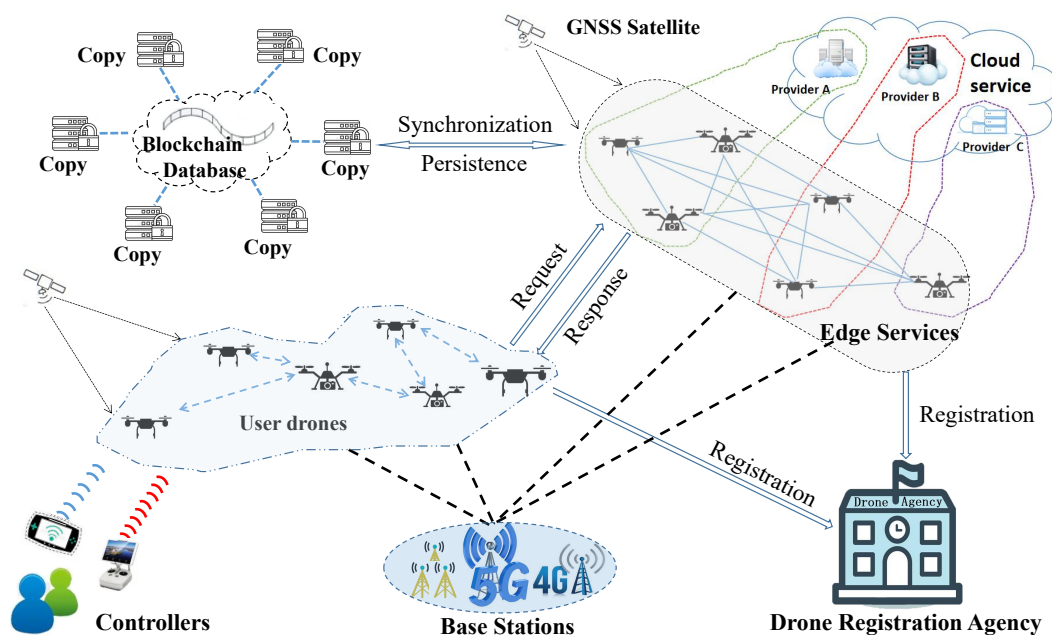 GNSS Satellite
Copy
Copy
Cloud
service
Provider A
Provider B
Provider C
Copy
Blockchain
Database
Copy
Synchronization
Persistence
Copy
Copy
Request
Response
Edge Services
User drones
Registration
Registration
Drone Agency
5G
4G
Controllers
Base Stations
Drone Registration Agency